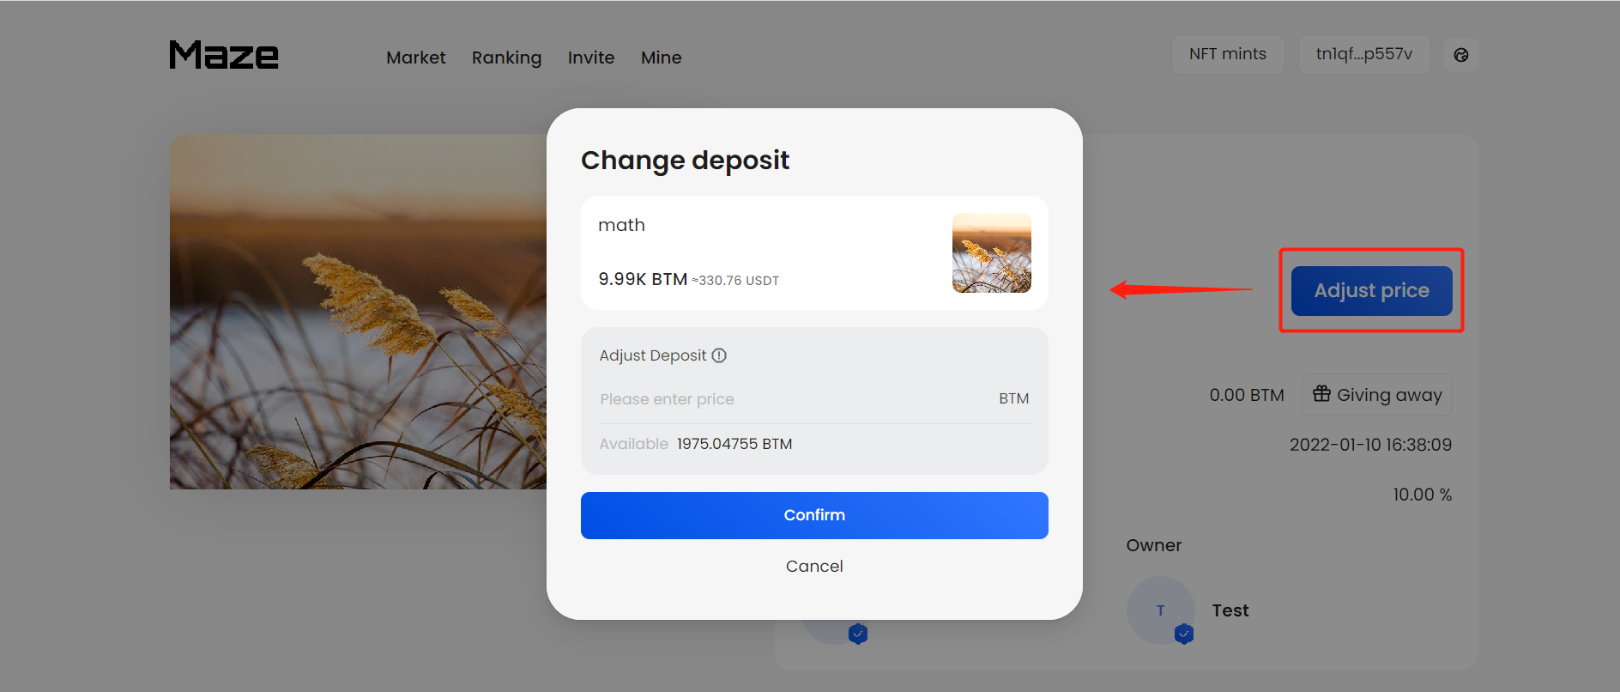 Maze
Market Ranking Invite Mine
NFT mints tn1qf...p557v
Change deposit
math
9.99K BTM ≈330.76 USDT
Adjust Deposit
Please enter price BTM
Available 1975.04755 BTM
Confirm
Cancel
Adjust price
0.00 BTM Giving away
2022-01-10 16:38:09
10.00 %
Owner
T Test